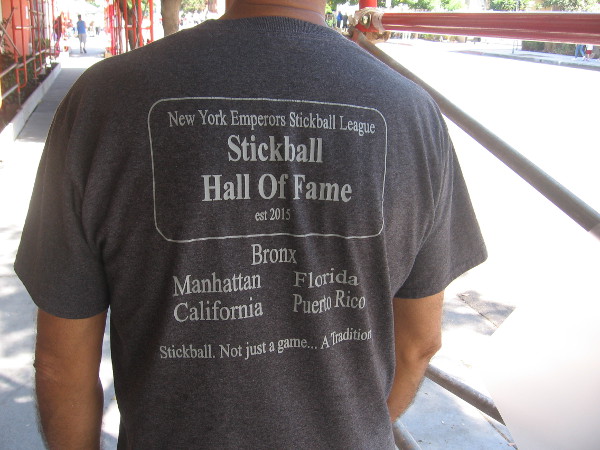 New York Emperors Stickball League
Stickball
Hall Of Fame
est 2015
Bronx
Manhattan Florida
California Puerto Rico
Stickball. Not just a game... A Tradition